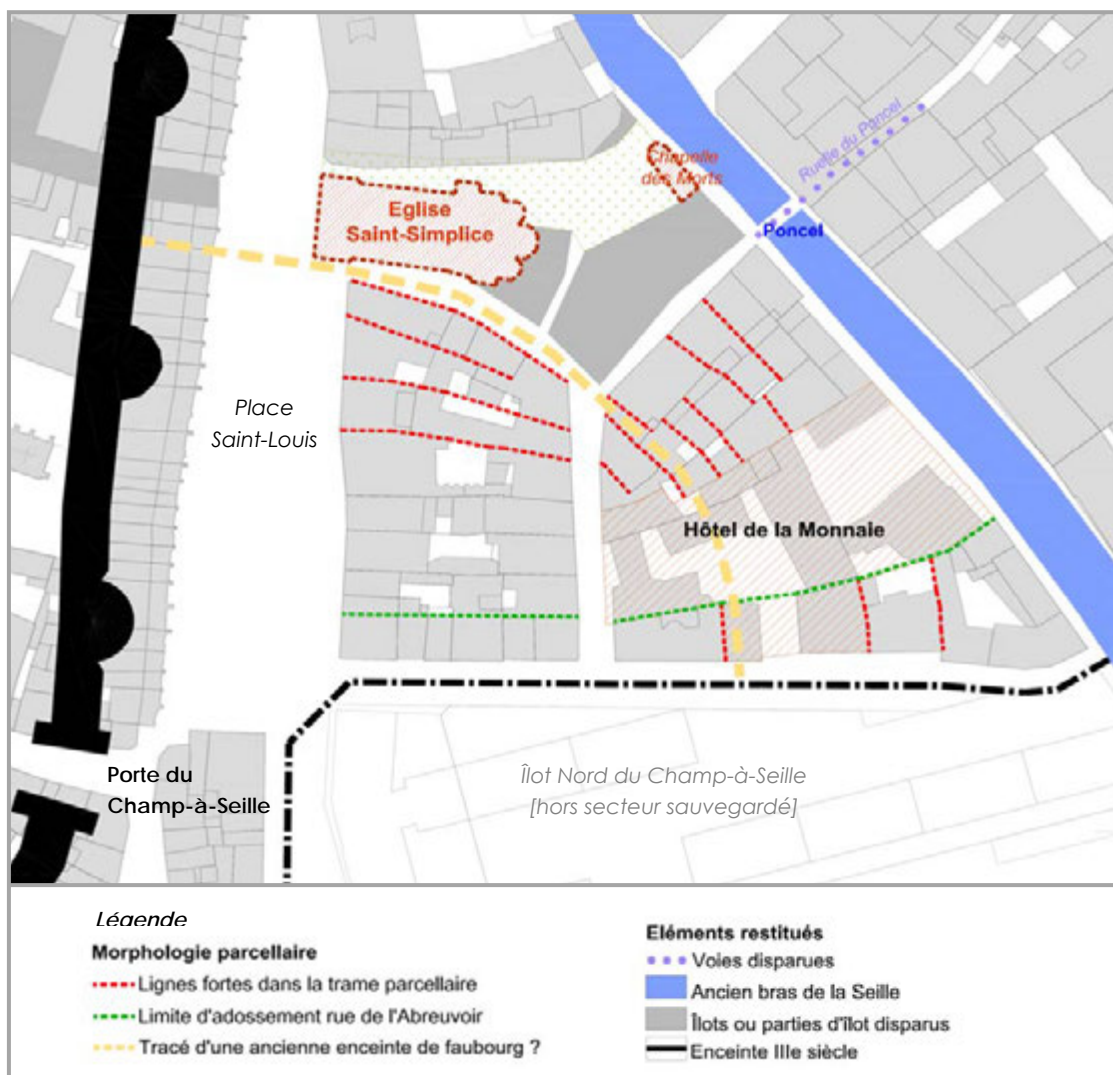 Ruelle du Poncel
Chapelle
des Morts
Eglise
Saint-Simplice
Poncel
Place
Saint-Louis
Hôtel de la Monnaie
Porte du
Champ-à-Seille
Îlot Nord du Champ-à-Seille
[hors secteur sauvegardé]
Légende
Morphologie parcellaire
Lignes fortes dans la trame parcellaire
Limite d'adossement rue de l'Abreuvoir
Tracé d'une ancienne enceinte de faubourg ?
Eléments restitués
Voies disparues
Ancien bras de la Seille
Îlots ou parties d'îlot disparus
Enceinte IIIe siècle